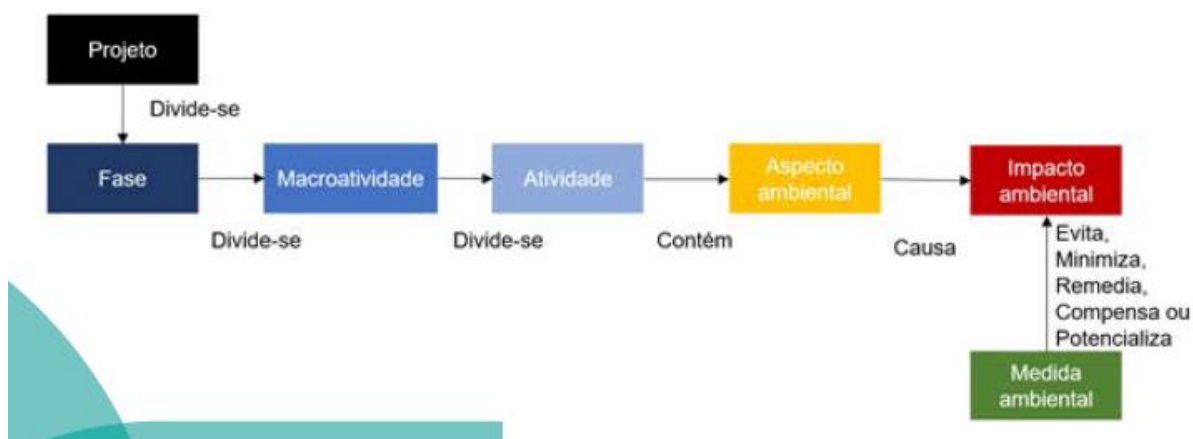 Projeto
Divide-se
Fase
Macroatividade
Atividade
Aspecto
ambiental
Impacto
ambiental
Divide-se
Divide-se
Contém
Causa
Evita,
Minimiza,
Remedia,
Compensa ou
Potencializa
Medida
ambiental